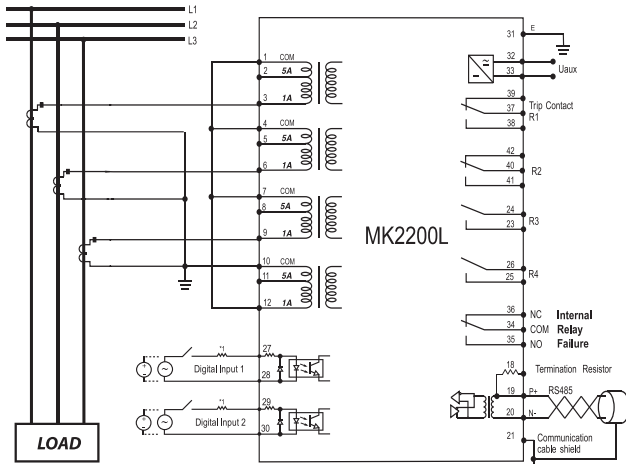 L1
L2
L3
31 E
1 COM
2 5A
3 1A
32
33
Uaux
39
37 Trip Contact
R1
38
4 COM
5 5A
6 1A
42
40 R2
41
7 COM
8 5A
9 1A
MK2200L
24
R3
23
10 COM
11 5A
12 1A
26
R4
25
36 NC Internal
34 COM Relay
35 NO Failure
*1 27
Digital Input 1
28
18 Termination Resistor
19 P+ RS485
20 N-
*1 29
Digital Input 2
30
21 Communication
cable shield
LOAD